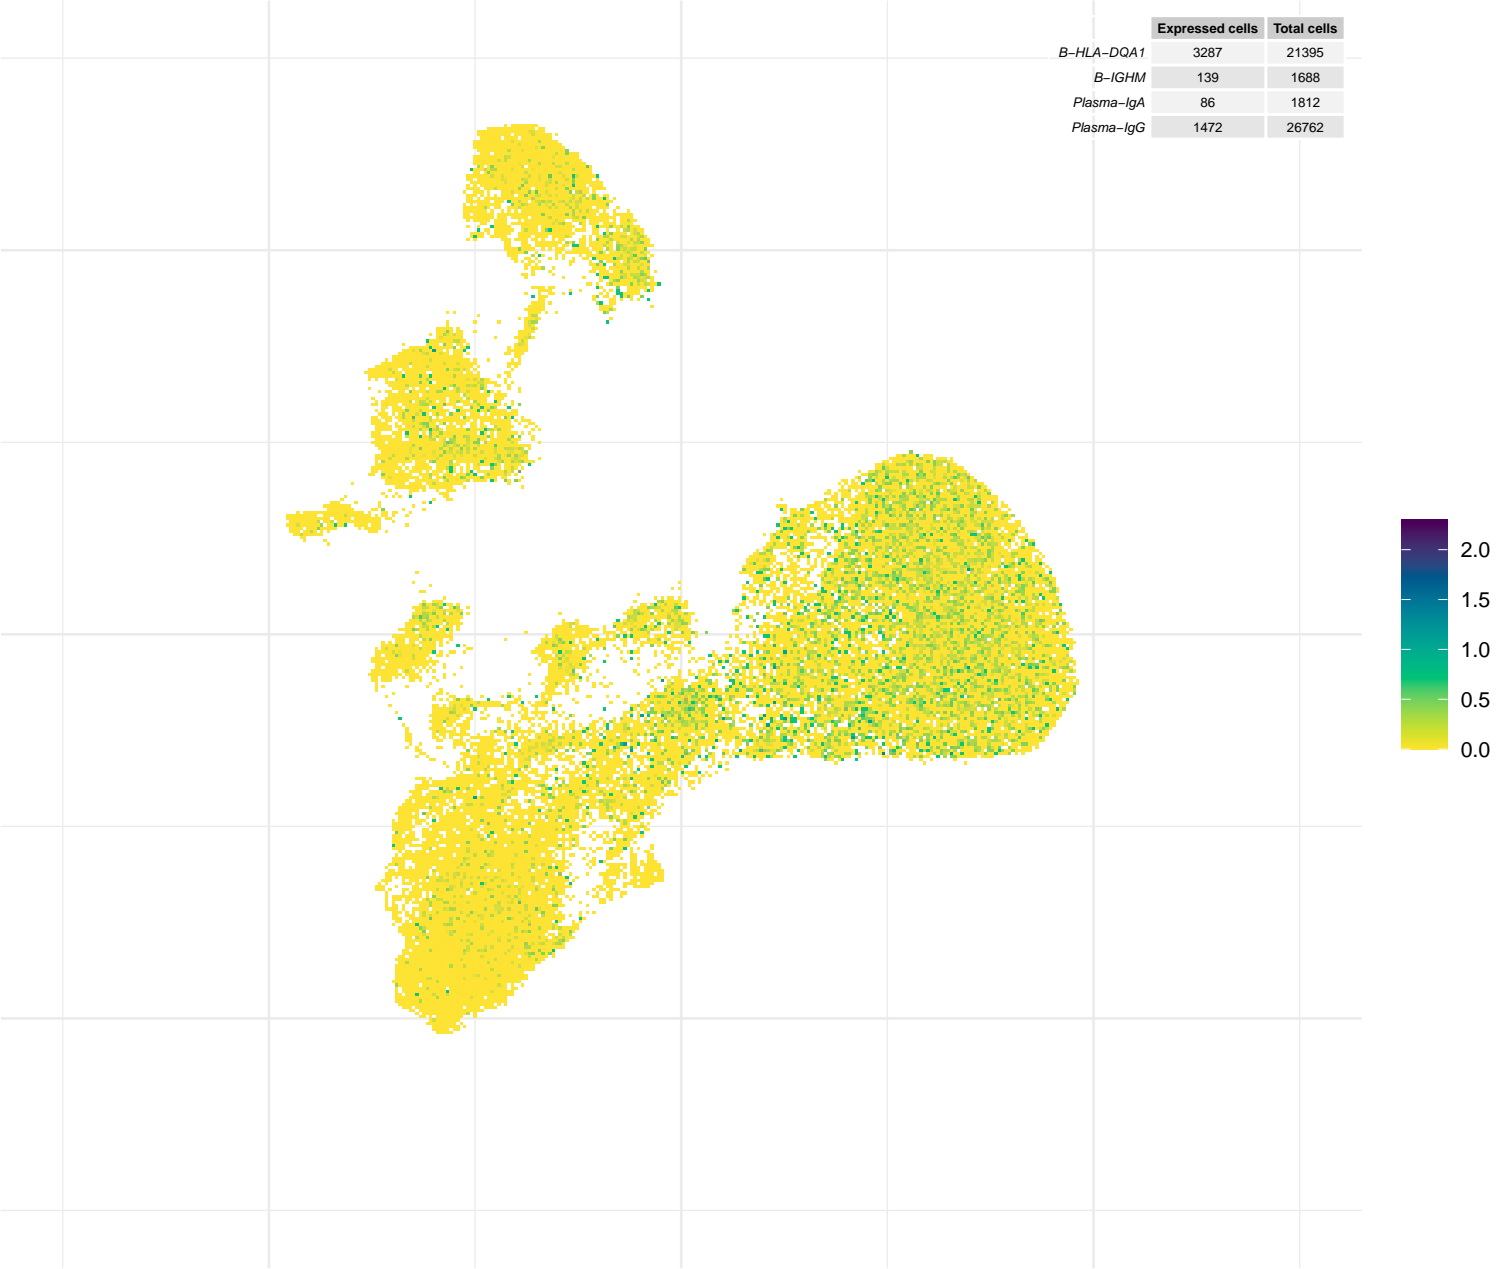 Expressed cells Total cells
B−HLA−DQA1 3287 21395
B−IGHM 139 1688
Plasma−IgA 86 1812
Plasma−IgG 1472 26762
2.0
1.5
1.0
0.5
0.0